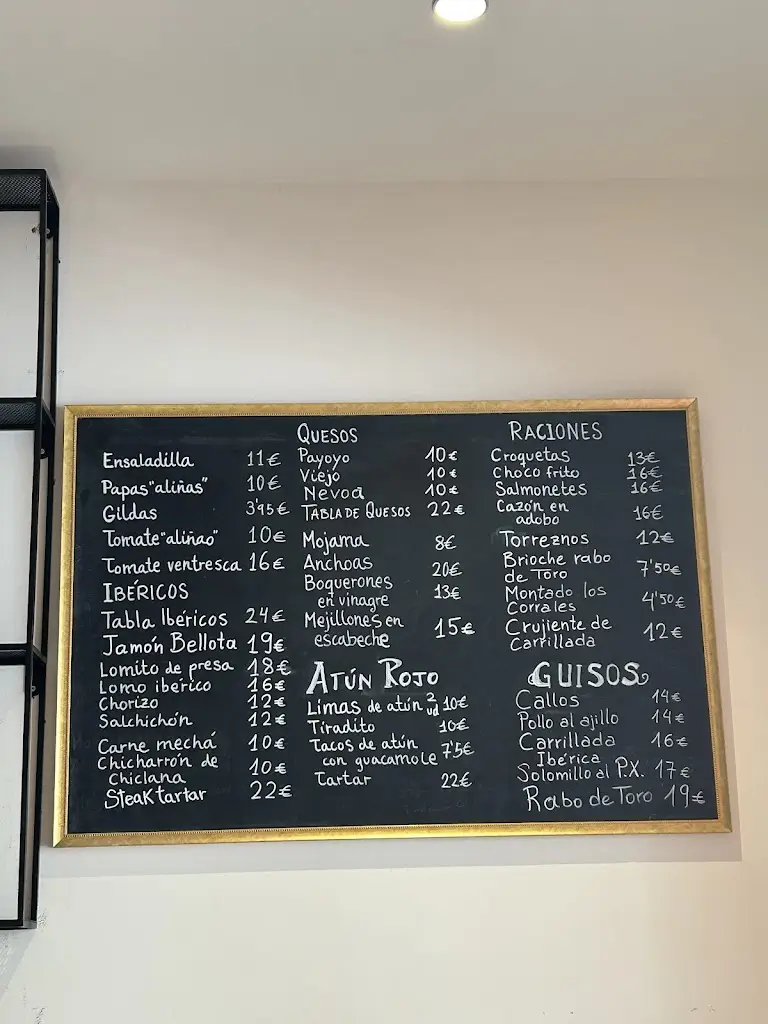 Ensaladilla 11€
Papas "aliñas" 10€
Gildas 3'95€
Tomate "aliñao" 10€
Tomate ventresca 16€
IBÉRICOS
Tabla Ibéricos 24€
Jamón Bellota 19€
Lomito de presa 18€
Lomo ibérico 16€
Chorizo 12€
Salchichón 12€
Carne mechá 10€
Chicharrón de
Chiclana 10€
Steak tartar 22€
QUESOS
Payoyo 10€
Viejo 10€
Nevoa 10€
TABLA DE QUESOS 22€
Mojama 8€
Anchoas 20€
Boquerones
en vinagre 13€
Mejillones en
escabeche 15€
ATÚN ROJO
Limas de atún 2 ud 10€
Tiradito 10€
Tacos de atún
con guacamole 7'5€
Tartar 22€
RACIONES
Croquetas 13€
Choco frito 16€
Salmonetes 16€
Cazón en
adobo 16€
Torreznos 12€
Brioche rabo
de Toro 7'50€
Montado los
Corrales 4'50€
Crujiente de
Carrillada 12€
GUISOS
Callos 14€
Pollo al ajillo 14€
Carrillada 16€
Ibérica
Solomillo al P.X. 17€
Rabo de Toro 19€